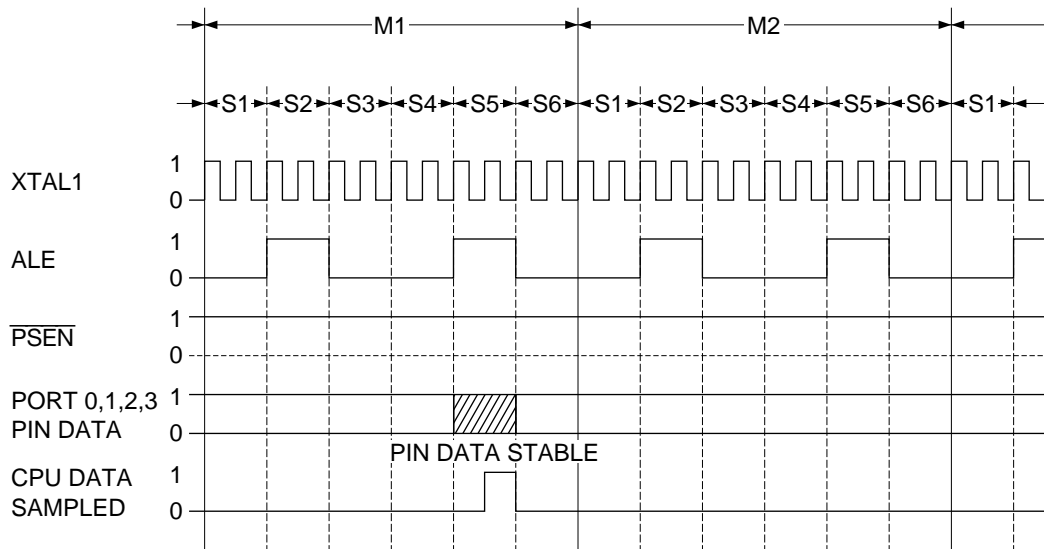 M1 M2
S1 S2 S3 S4 S5 S6 S1 S2 S3 S4 S5 S6 S1
XTAL1 1
0
ALE 1
0
PSEN 1
0
PORT 0,1,2,3 1
PIN DATA 0
PIN DATA STABLE
CPU DATA 1
SAMPLED 0